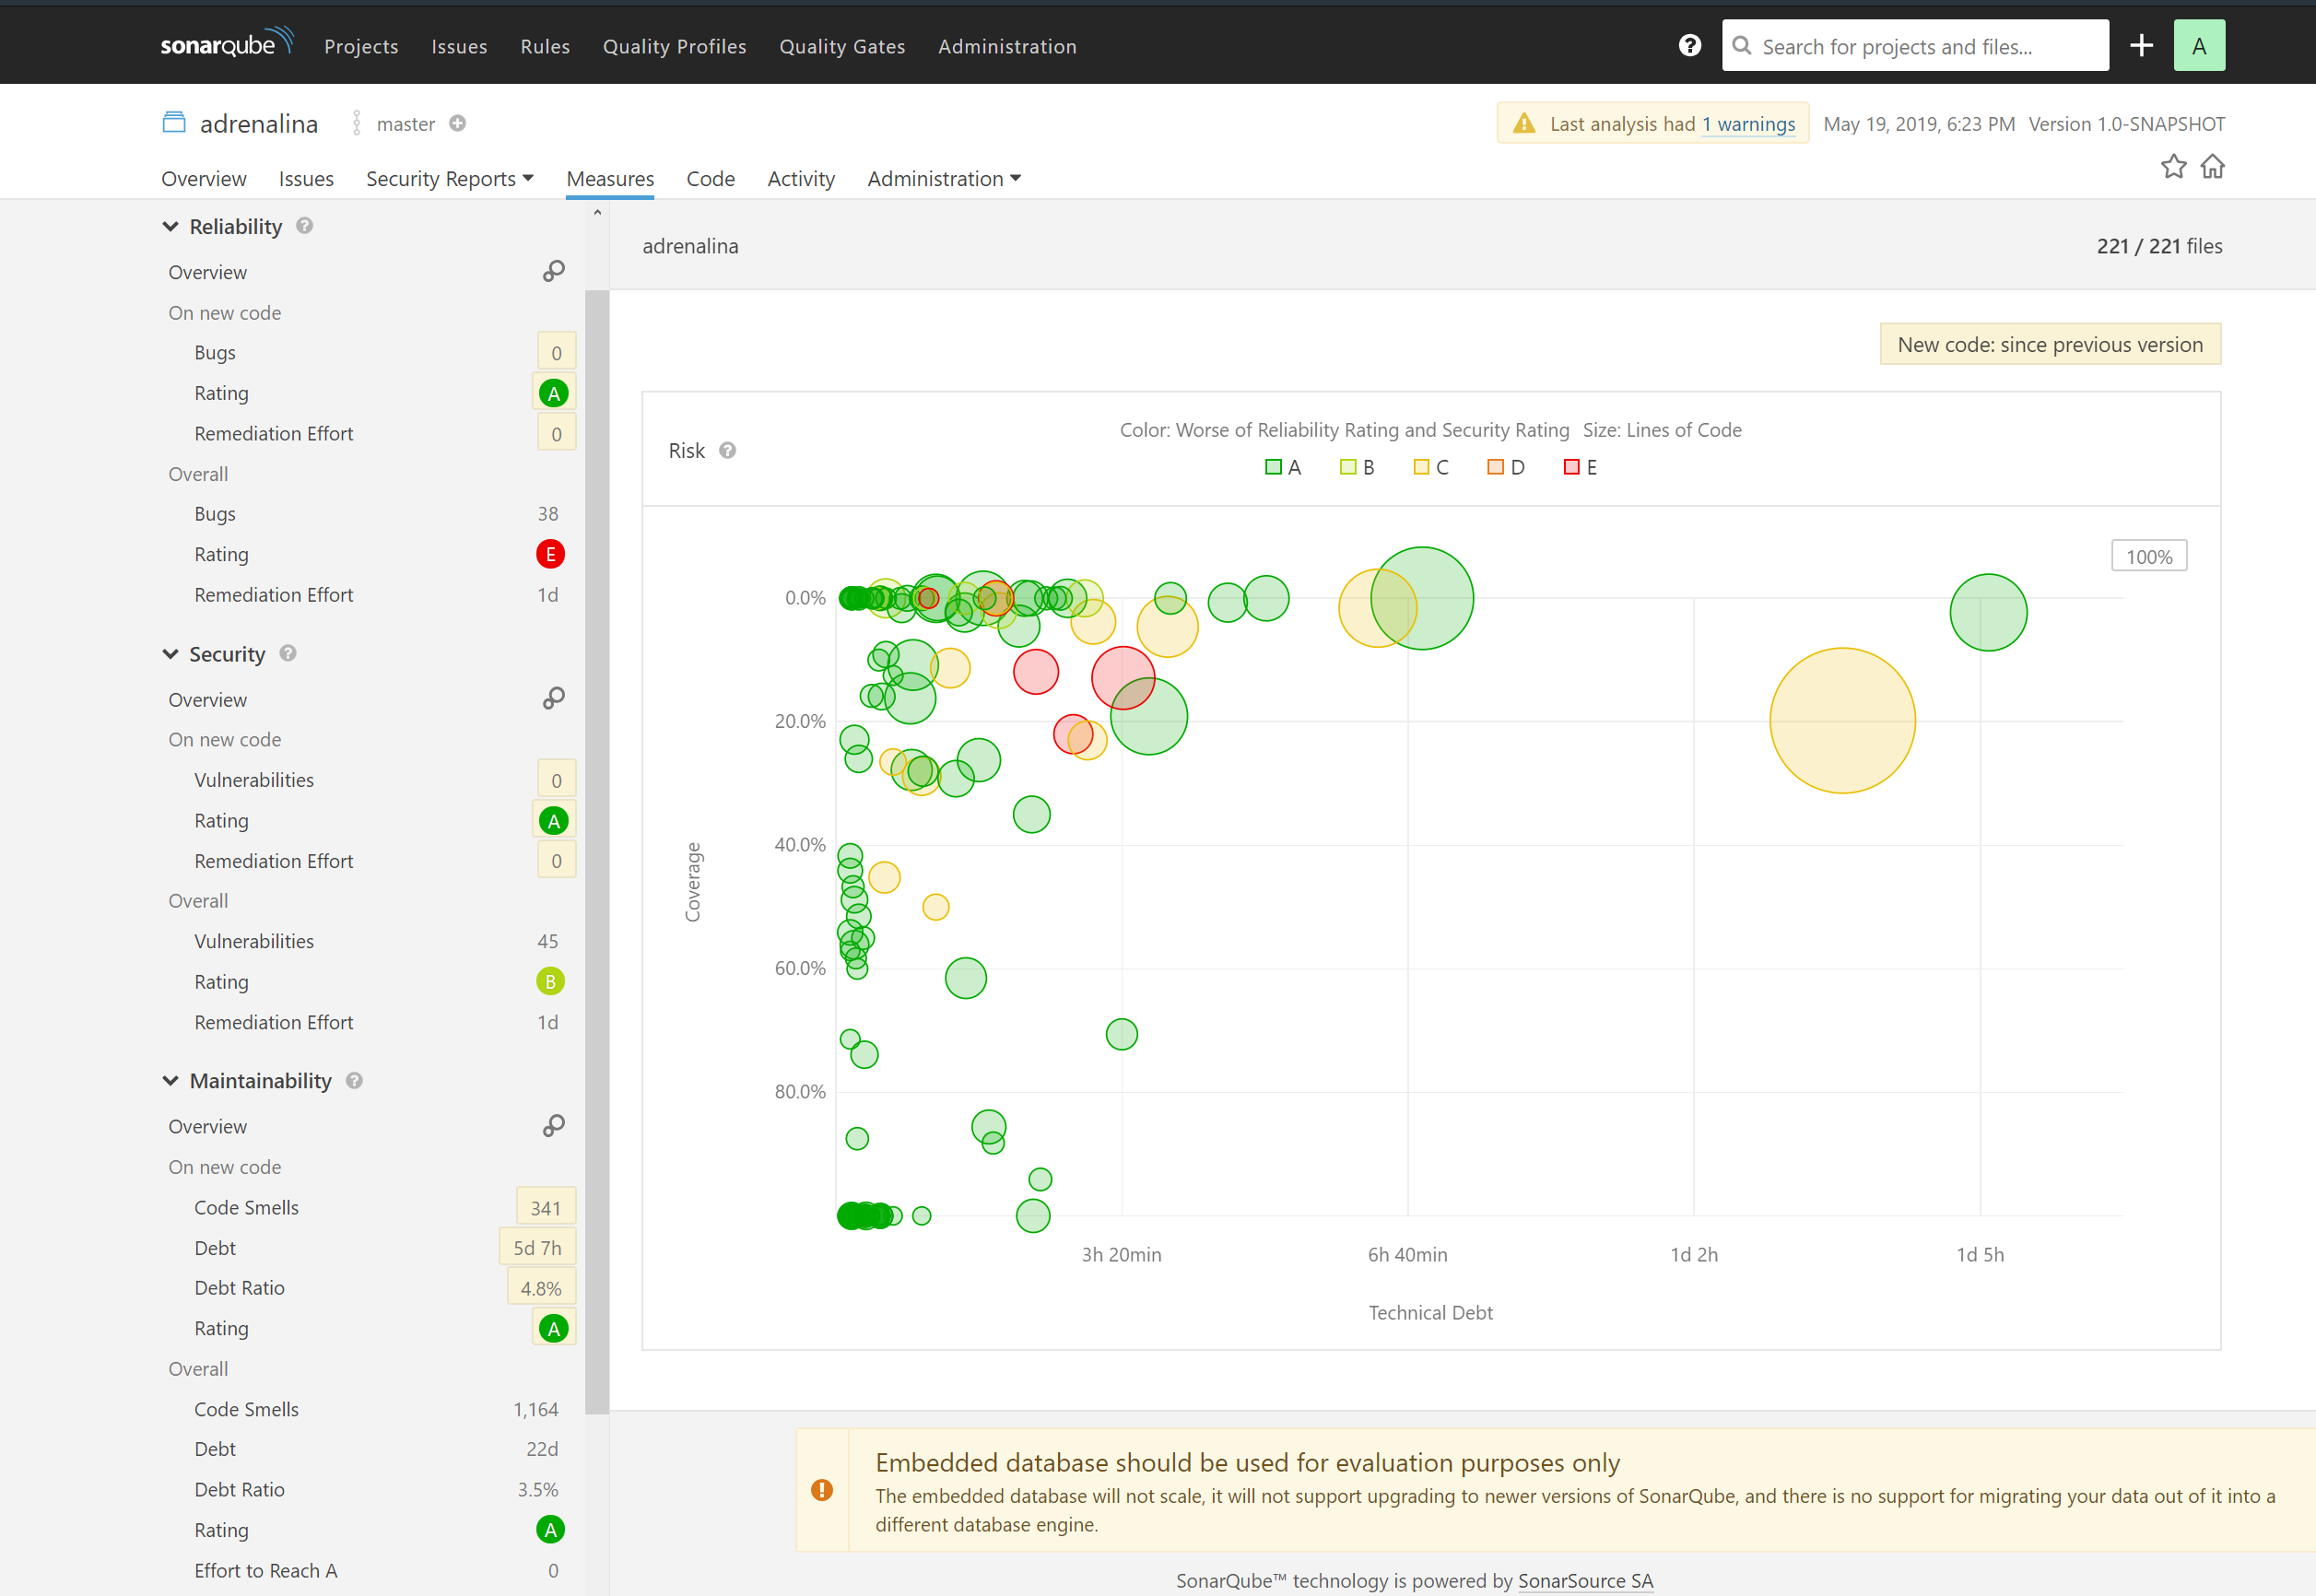 sonarqube Projects Issues Rules Quality Profiles Quality Gates Administration ? Search for projects and files... A
adrenalina master Last analysis had 1 warnings May 19, 2019, 6:23 PM Version 1.0-SNAPSHOT
Overview Issues Security Reports Measures Code Activity Administration
Reliability ?
Overview
On new code
Bugs 0
Rating A
Remediation Effort 0
Overall
Bugs 38
Rating E
Remediation Effort 1d
Security ?
Overview
On new code
Vulnerabilities 0
Rating A
Remediation Effort 0
Overall
Vulnerabilities 45
Rating B
Remediation Effort 1d
Maintainability ?
Overview
On new code
Code Smells 341
Debt 5d 7h
Debt Ratio 4.8%
Rating A
Overall
Code Smells 1,164
Debt 22d
Debt Ratio 3.5%
Rating A
Effort to Reach A 0
adrenalina 221 / 221 files
New code: since previous version
Risk ?
Color: Worse of Reliability Rating and Security Rating Size: Lines of Code
A B C D E
100%
0.0%
20.0%
40.0%
60.0%
80.0%
Coverage
3h 20min 6h 40min 1d 2h 1d 5h
Technical Debt
Embedded database should be used for evaluation purposes only
The embedded database will not scale, it will not support upgrading to newer versions of SonarQube, and there is no support for migrating your data out of it into a
different database engine.
SonarQube™ technology is powered by SonarSource SA